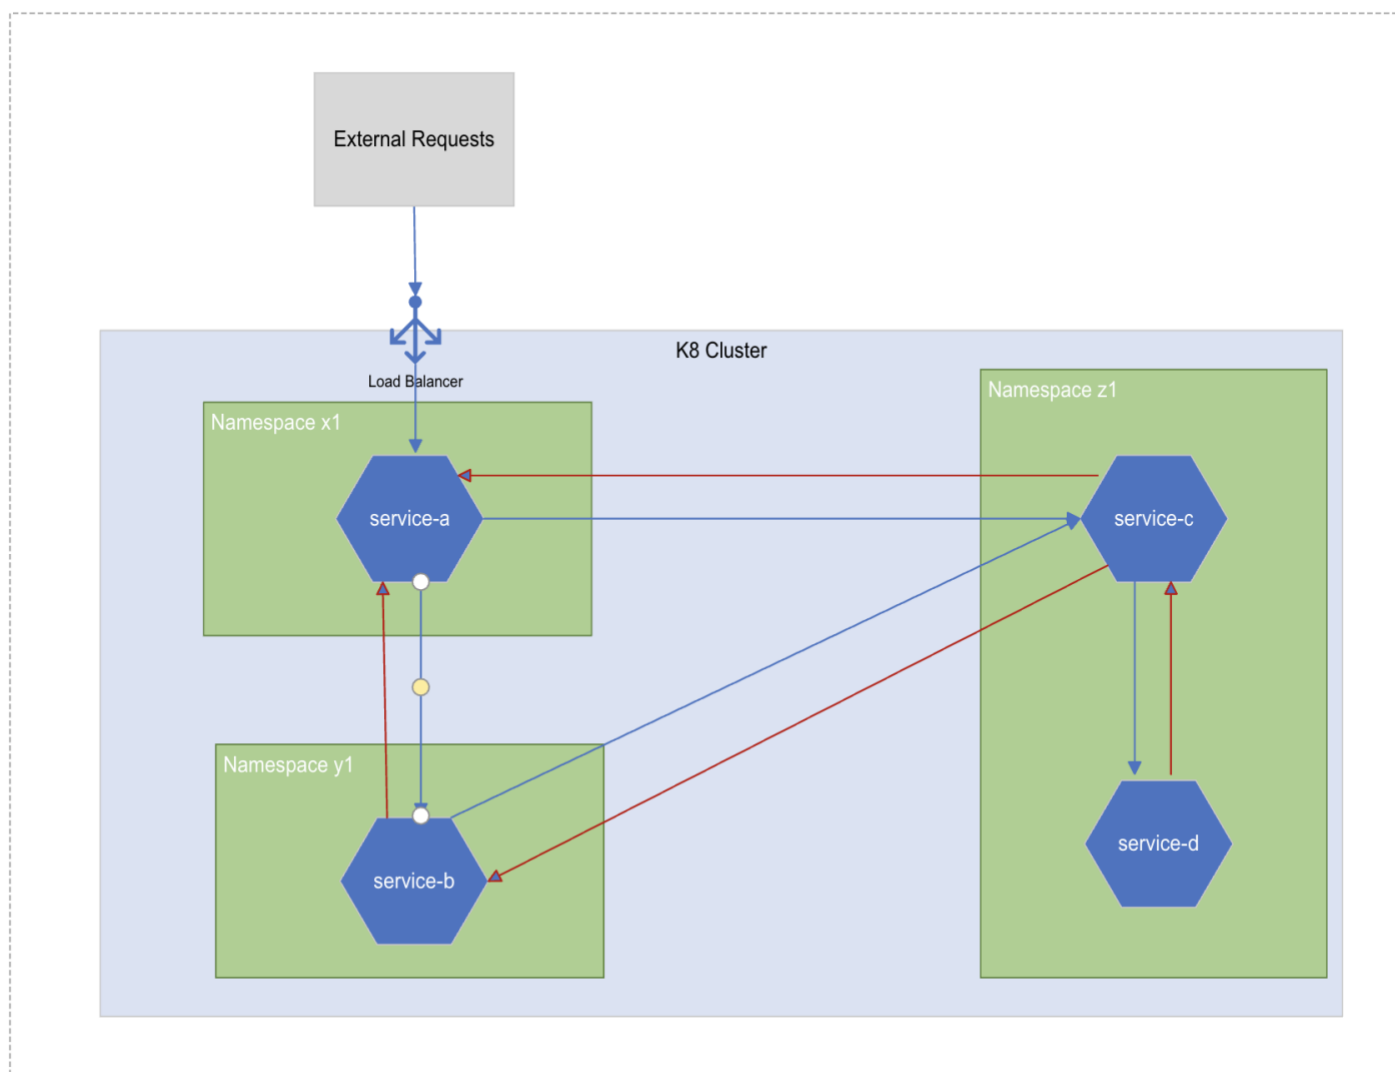 External Requests
K8 Cluster
Load Balancer
Namespace x1
Namespace z1
service-a
service-c
Namespace y1
service-b
service-d